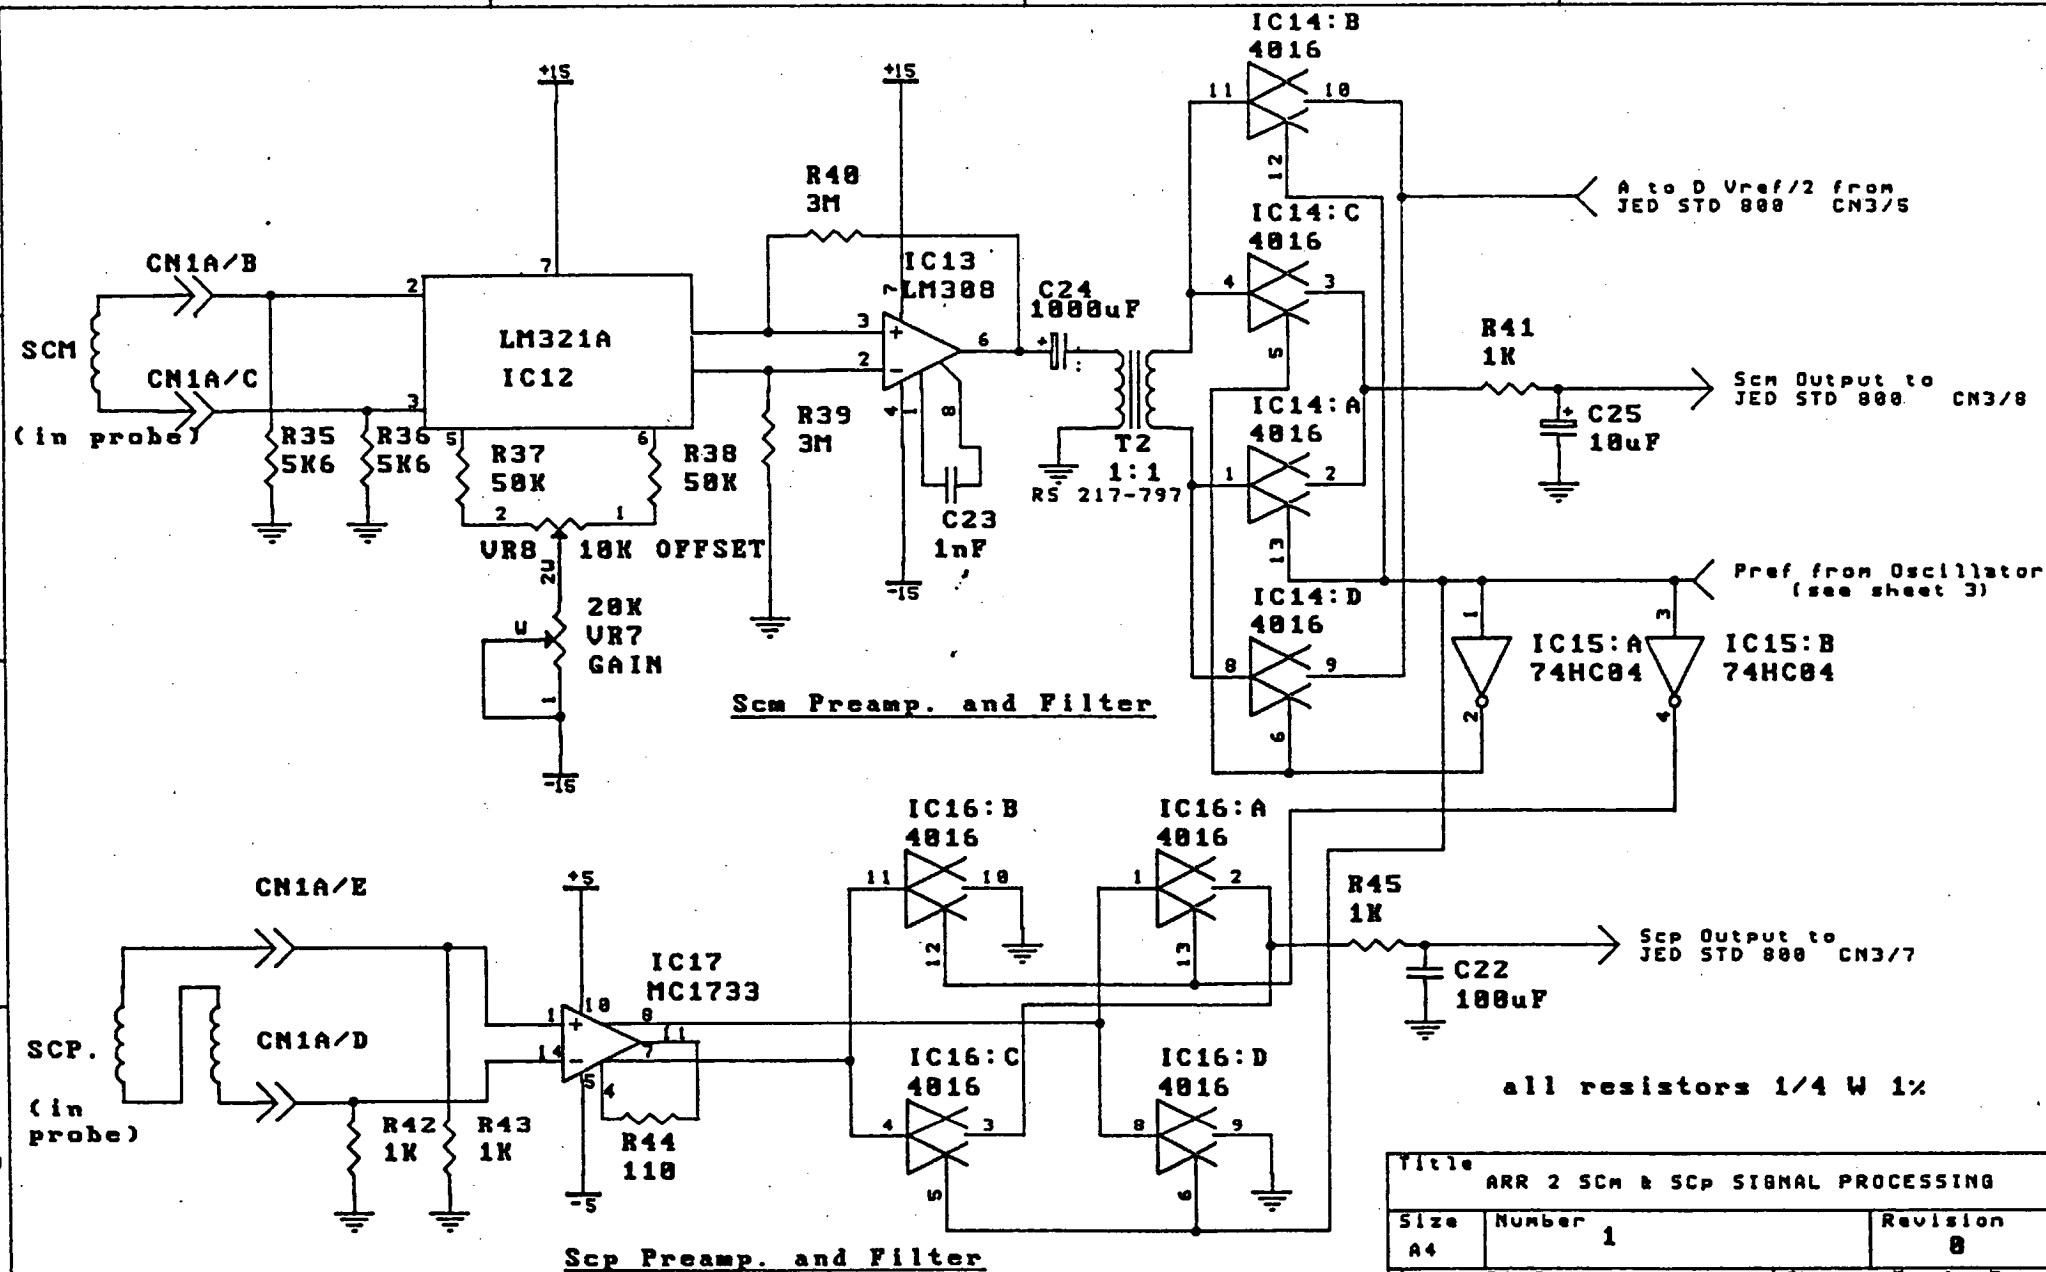 IC14:B
4016
+15
+15
11
10
12
R40
3M
A to D Vref/2 from
JED STD 800 CN3/5
IC14:C
4016
CN1A/B
7
2
IC13
LM308
7
C24
1000uF
+
4
3
5
SCM
LM321A
IC12
3
+
6
2
-
R41
1K
CN1A/C
3
(in probe)
R35
5K6
R36
5K6
5
R37
50K
6
R38
50K
R39
3M
4
1
8
T2
1:1
RS 217-797
IC14:A
4016
1
2
13
+
C25
10uF
Scm Output to
JED STD 800 CN3/8
2
1
VR8 10K OFFSET
2W
C23
1nF
-15
Pref from Oscillator
(see sheet 3)
20K
VR7
GAIN
W
1
-15
IC14:D
4016
8
9
6
1
2
IC15:A
74HC04
3
4
IC15:B
74HC04
Scm Preamp. and Filter
IC16:B
4016
11
10
12
IC16:A
4016
1
2
13
CN1A/E
+5
R45
1K
Scp Output to
JED STD 800 CN3/7
C22
100uF
IC17
MC1733
10
1
+
8
11
14
-
7
5
4
SCP.
(in
probe)
CN1A/D
R42
1K
R43
1K
R44
110
-5
IC16:C
4016
4
3
5
IC16:D
4016
8
9
6
all resistors 1/4 W 1%
Scp Preamp. and Filter
Title
ARR 2 SCm & SCp SIGNAL PROCESSING
Size
A4
Number
1
Revision
0